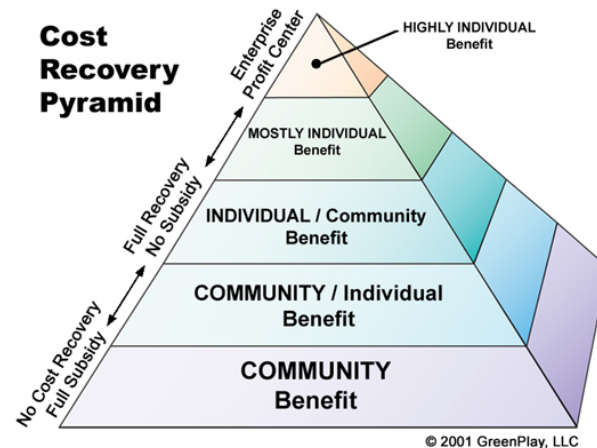 Cost
Recovery
Pyramid
Enterprise
Profit Center
HIGHLY INDIVIDUAL
Benefit
MOSTLY INDIVIDUAL
Benefit
Full Recovery
No Subsidy
INDIVIDUAL / Community
Benefit
COMMUNITY / Individual
Benefit
No Cost Recovery
Full Subsidy
COMMUNITY
Benefit
© 2001 GreenPlay, LLC